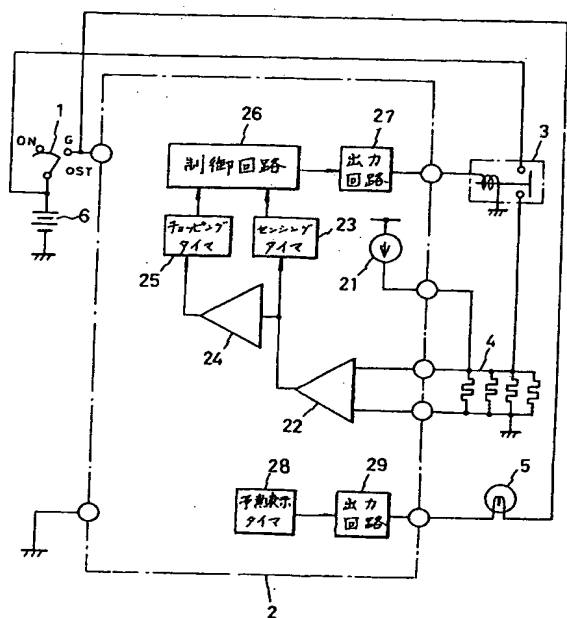 26
27
1
3
ON
G
OST
制御回路
出力
回路
6
チョッピング
タイマ
センシング
タイマ
23
25
21
24
4
22
28
29
5
予熱表示
タイマ
出力
回路
2